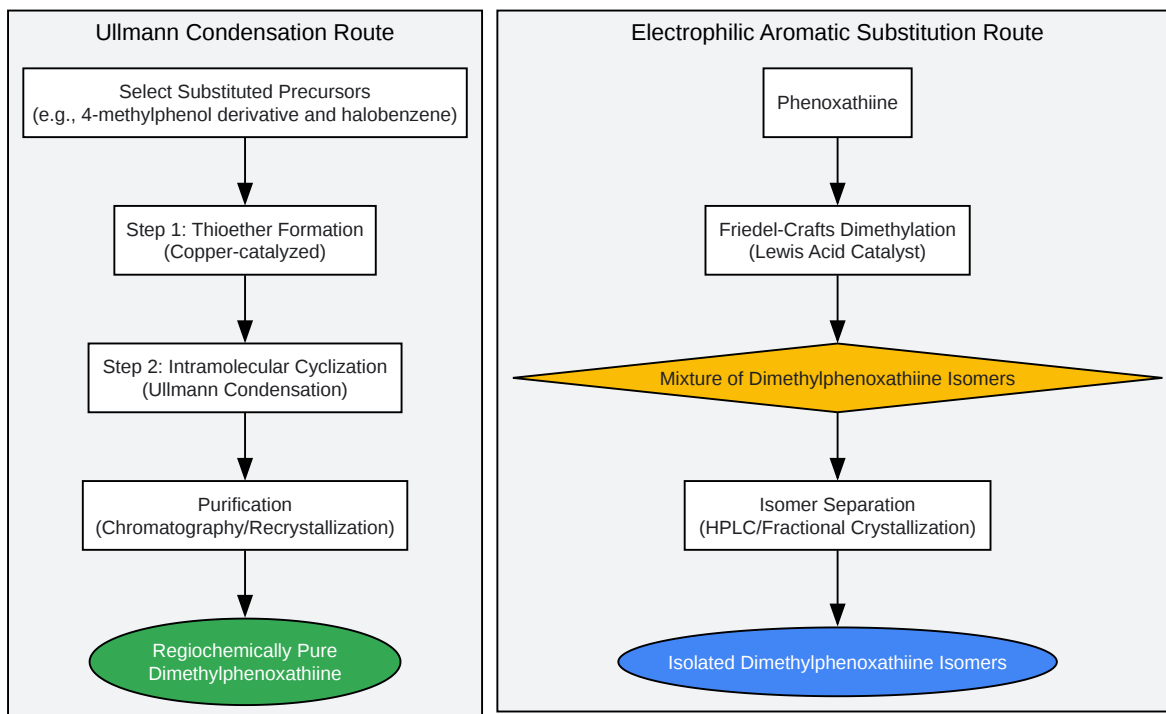 Ullmann Condensation Route
Select Substituted Precursors
(e.g., 4-methylphenol derivative and halobenzene)
Step 1: Thioether Formation
(Copper-catalyzed)
Step 2: Intramolecular Cyclization
(Ullmann Condensation)
Purification
(Chromatography/Recrystallization)
Regiochemically Pure
Dimethylphenoxathiine
Electrophilic Aromatic Substitution Route
Phenoxathiine
Friedel-Crafts Dimethylation
(Lewis Acid Catalyst)
Mixture of Dimethylphenoxathiine Isomers
Isomer Separation
(HPLC/Fractional Crystallization)
Isolated Dimethylphenoxathiine Isomers